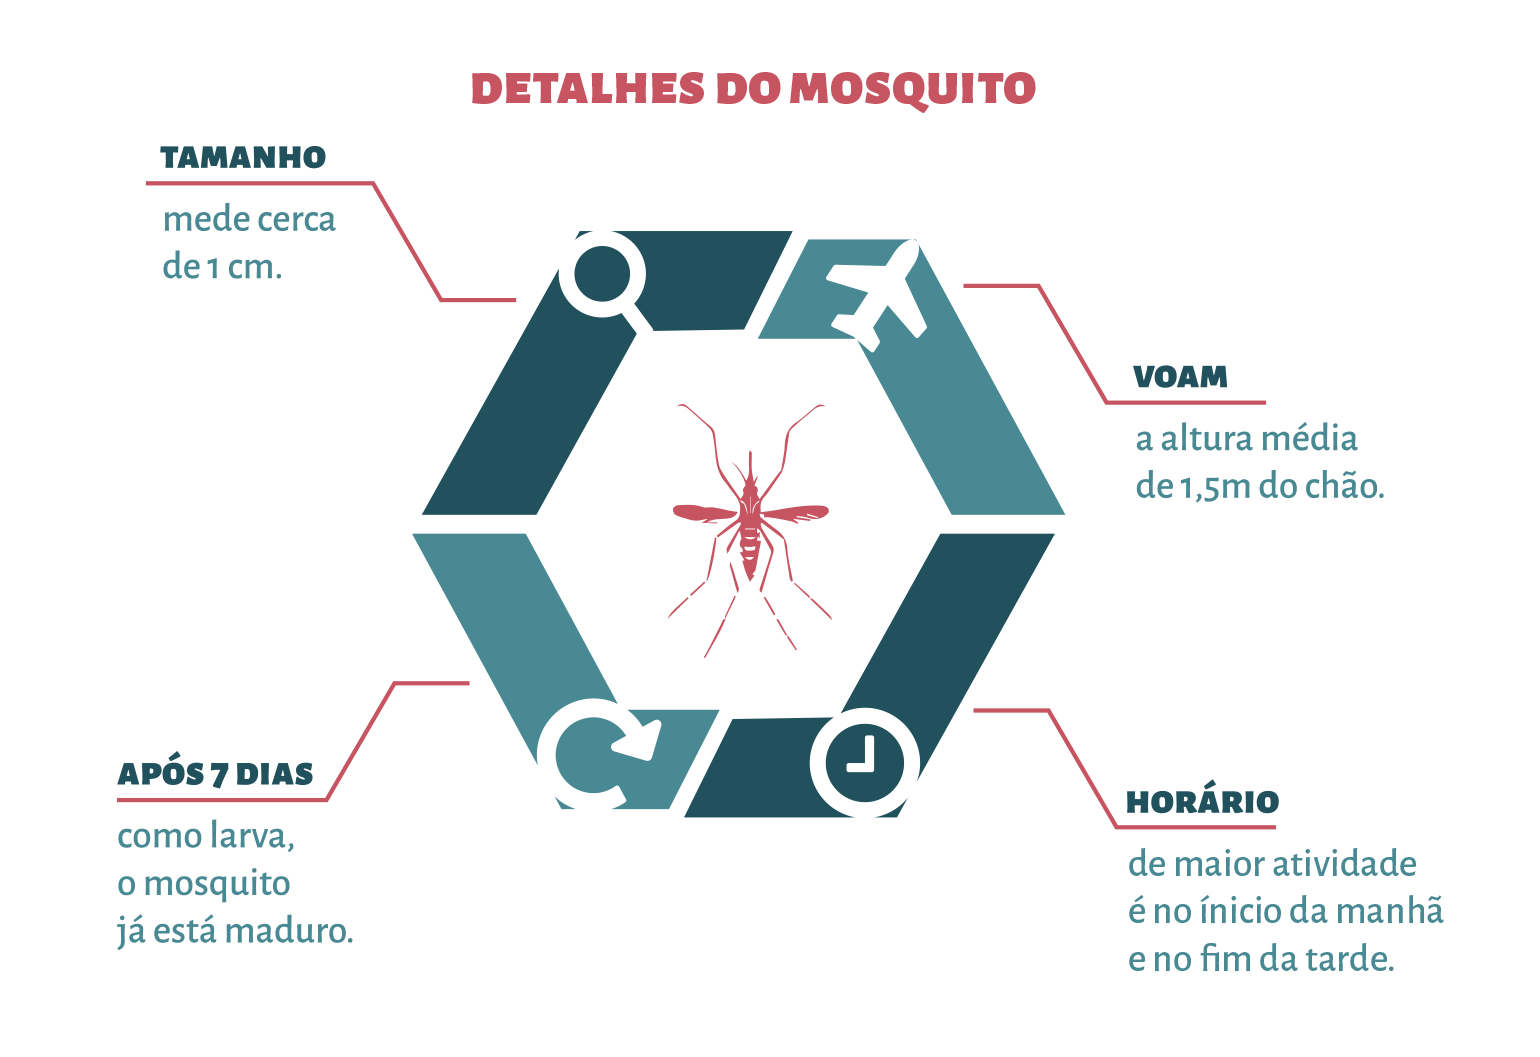 DETALHES DO MOSQUITO
TAMANHO
mede cerca
de 1 cm.
VOAM
a altura média
de 1,5m do chão.
APÓS 7 DIAS
como larva,
o mosquito
já está maduro.
HORÁRIO
de maior atividade
é no ínicio da manhã
e no fim da tarde.